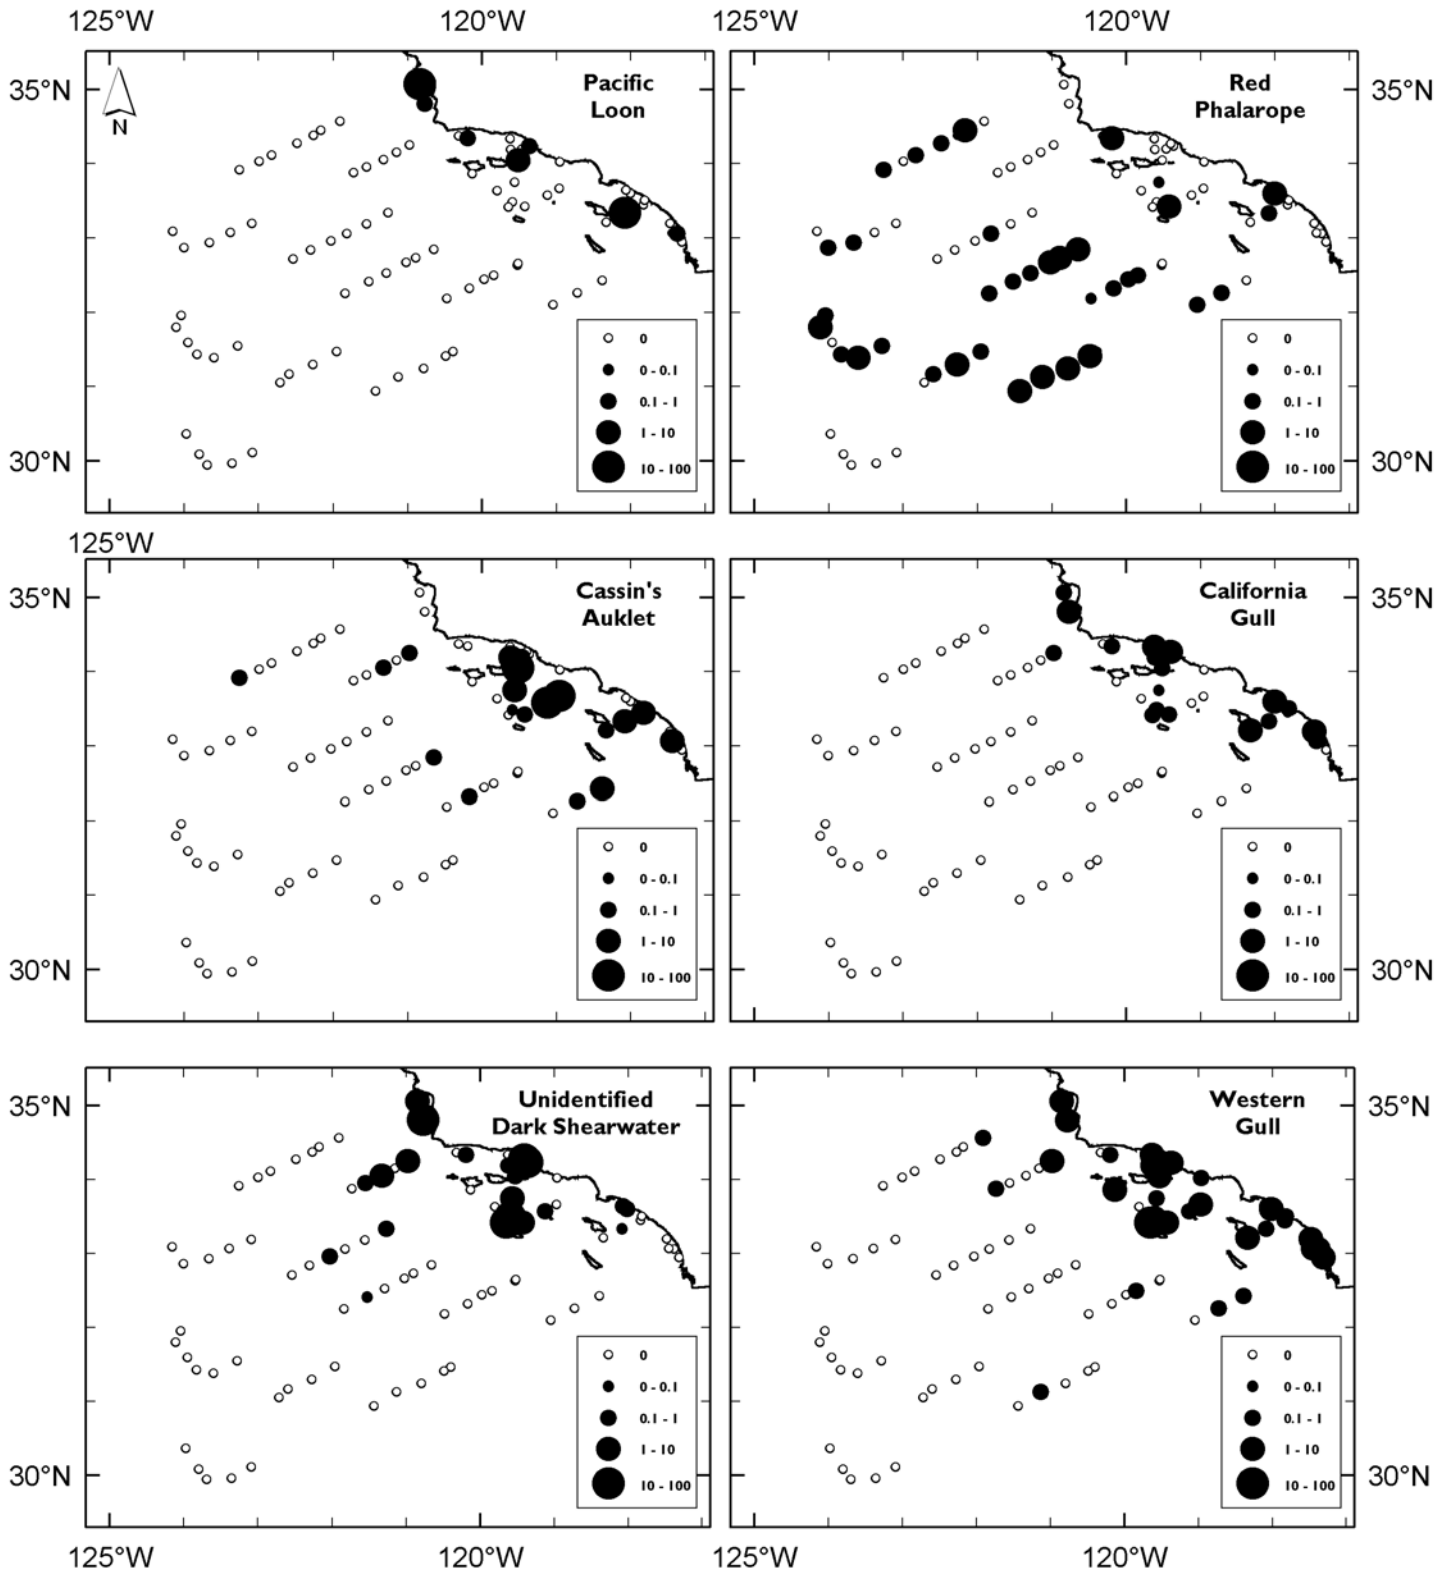 125°W 120°W 125°W 120°W
35°N
N
Pacific
Loon
0
0 - 0.1
0.1 - 1
1 - 10
10 - 100
30°N
Red
Phalarope
35°N
0
0 - 0.1
0.1 - 1
1 - 10
10 - 100
30°N
125°W
35°N
Cassin's
Auklet
0
0 - 0.1
0.1 - 1
1 - 10
10 - 100
30°N
California
Gull
35°N
0
0 - 0.1
0.1 - 1
1 - 10
10 - 100
30°N
35°N
Unidentified
Dark Shearwater
0
0 - 0.1
0.1 - 1
1 - 10
10 - 100
30°N
Western
Gull
35°N
0
0 - 0.1
0.1 - 1
1 - 10
10 - 100
30°N
125°W 120°W 125°W 120°W